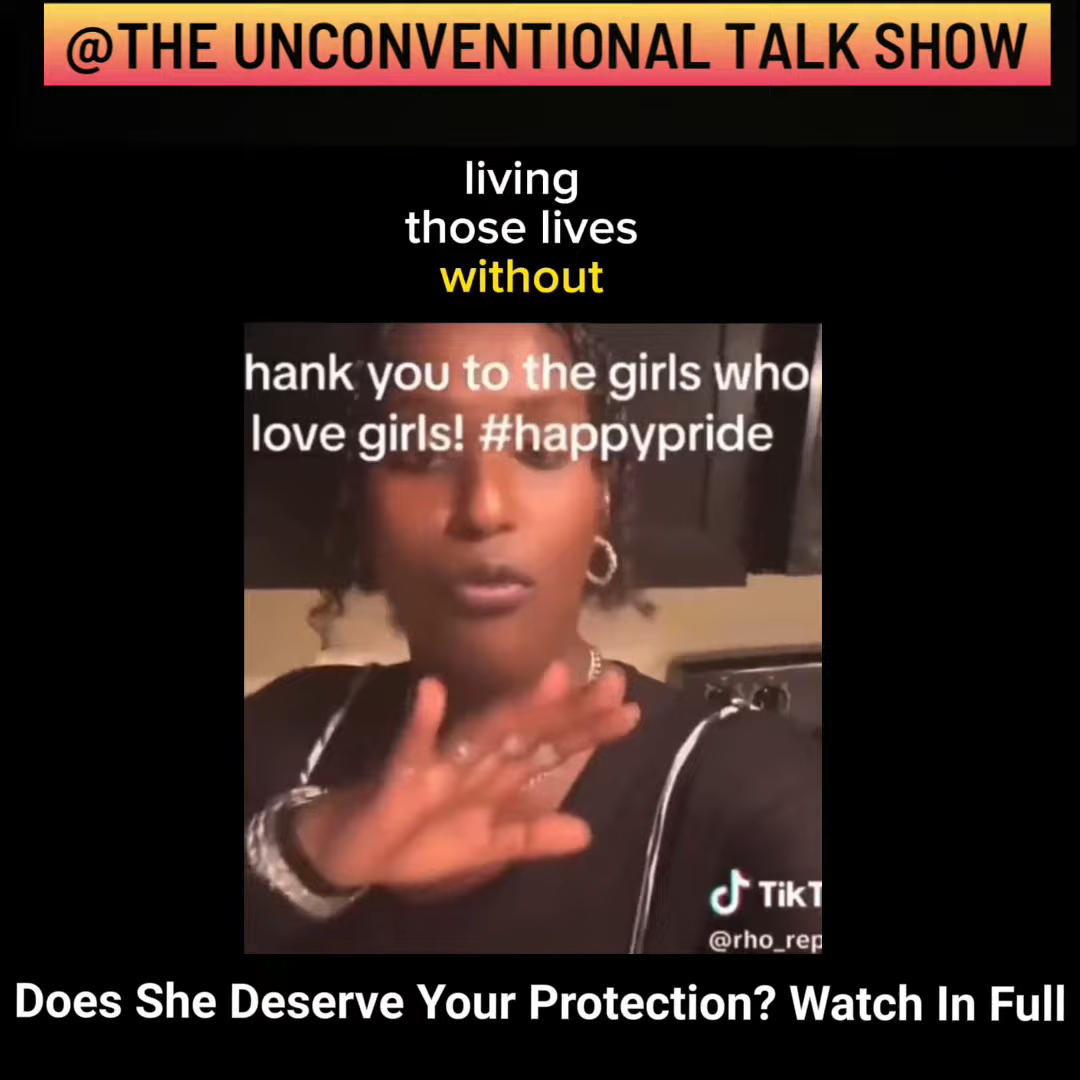 @THE UNCONVENTIONAL TALK SHOW
living
those lives
without
hank you to the girls who
love girls! #happypride
TikT
@rho_rep
Does She Deserve Your Protection? Watch In Full